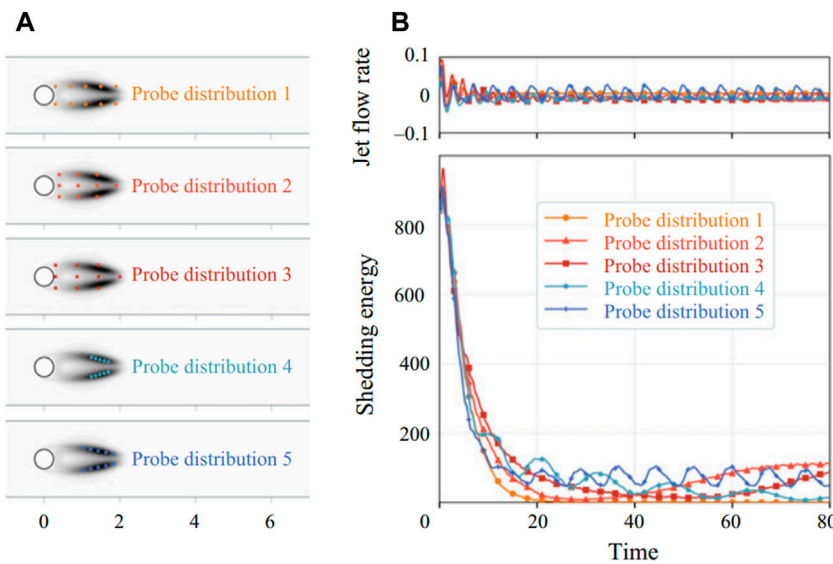 A
Probe distribution 1
Probe distribution 2
Probe distribution 3
Probe distribution 4
Probe distribution 5
0 2 4 6
B
Jet flow rate
0.1
0
−0.1
Shedding energy
800
600
400
200
Probe distribution 1
Probe distribution 2
Probe distribution 3
Probe distribution 4
Probe distribution 5
0 20 40 60 80
Time